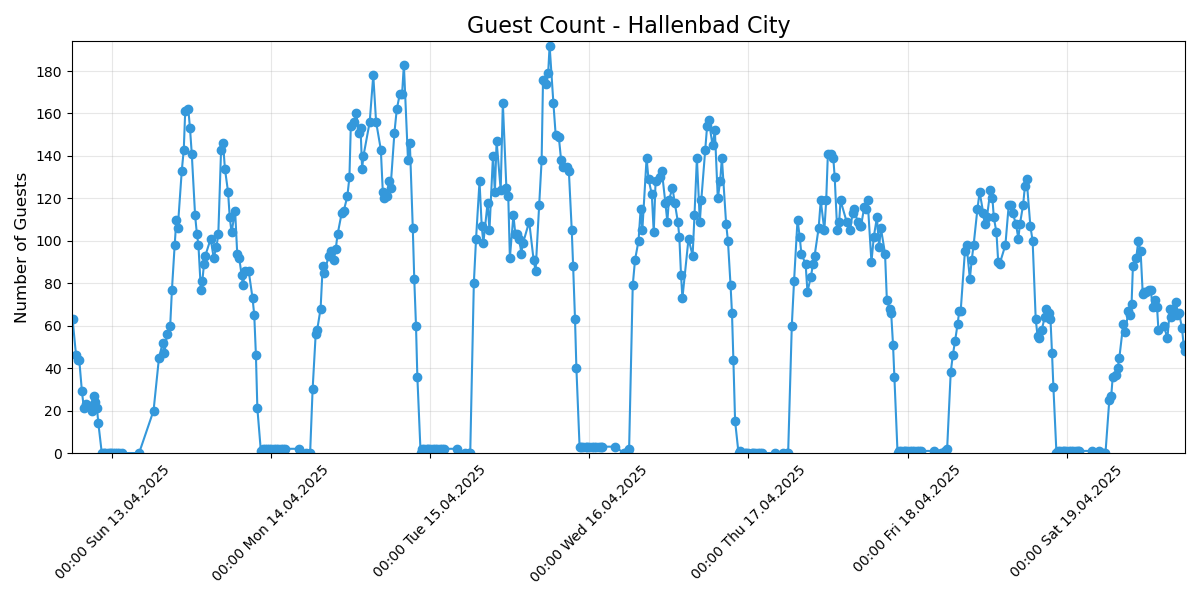 Guest Count - Hallenbad City
Number of Guests
180
160
140
120
100
80
60
40
20
0
00:00 Sun 13.04.2025
00:00 Mon 14.04.2025
00:00 Tue 15.04.2025
00:00 Wed 16.04.2025
00:00 Thu 17.04.2025
00:00 Fri 18.04.2025
00:00 Sat 19.04.2025